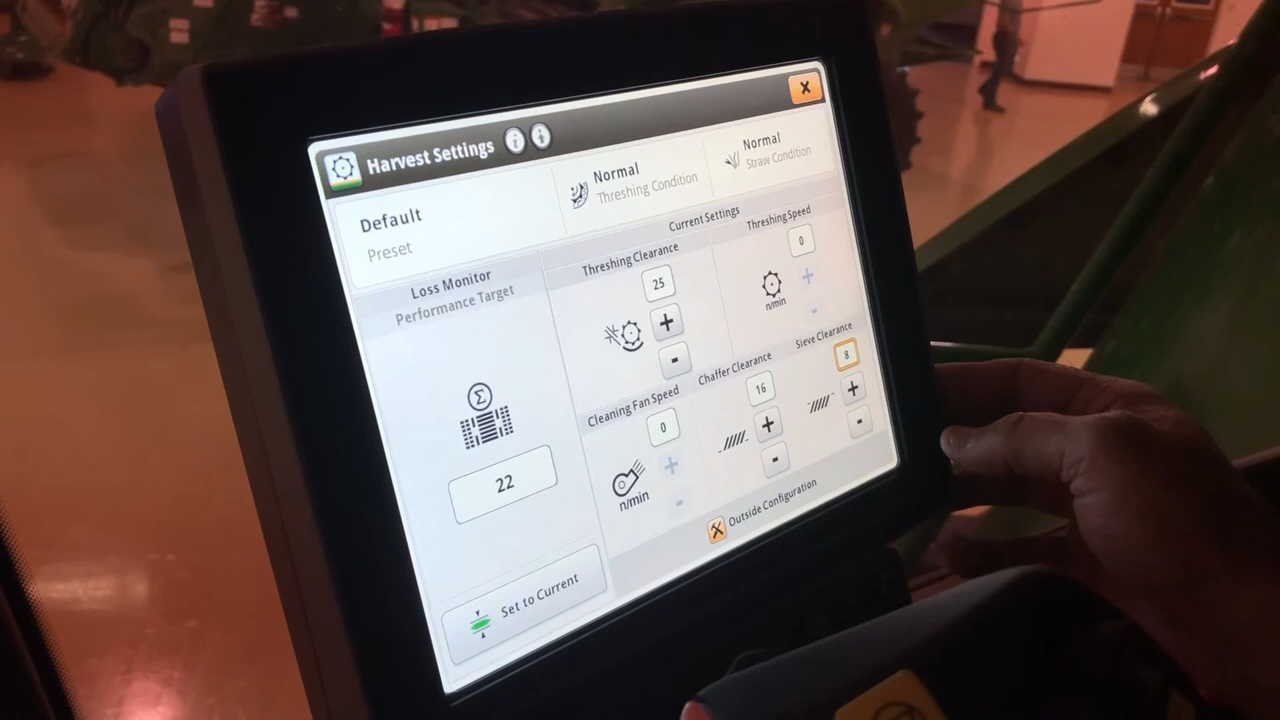 Harvest Settings
Default
Preset
Normal
Threshing Condition
Normal
Straw Condition
Current Settings
Loss Monitor
Performance Target
22
Set to Current
Threshing Clearance
25
+
-
Threshing Speed
0
n/min
+
-
Cleaning Fan Speed
0
n/min
+
-
Chaffer Clearance
16
+
-
Sieve Clearance
8
+
-
Outside Configuration